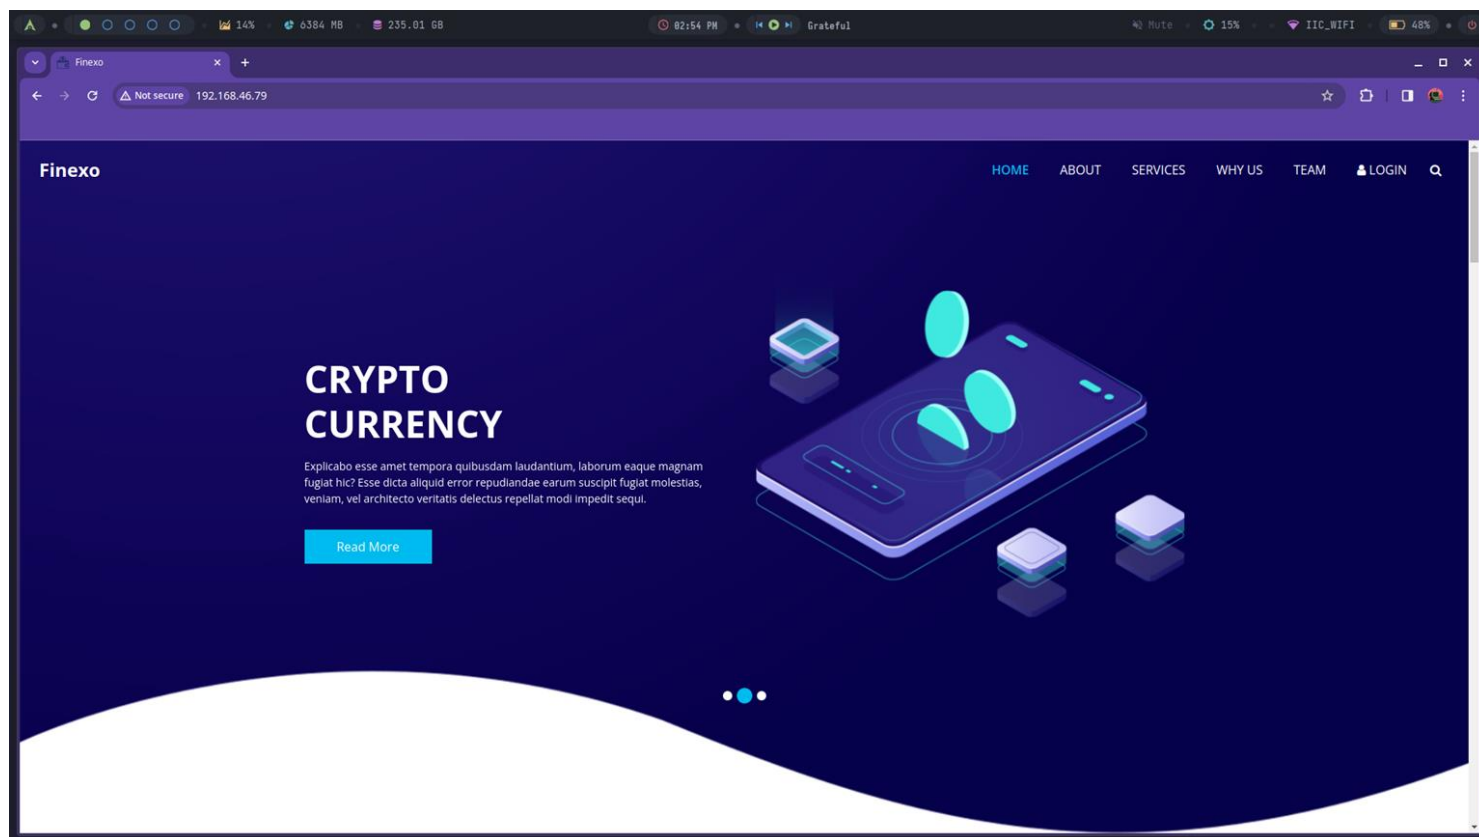 14% 6384 MB 235.01 GB 02:54 PM Grateful Mute 15% IIC_WIFI 48%
Finexo
Not secure 192.168.46.79
Finexo HOME ABOUT SERVICES WHY US TEAM LOGIN
CRYPTO
CURRENCY
Explicabo esse amet tempora quibusdam laudantium, laborum eaque magnam
fugiat hic? Esse dicta aliquid error repudiandae earum suscipit fugiat molestias,
veniam, vel architecto veritatis delectus repellat modi impedit sequi.
Read More